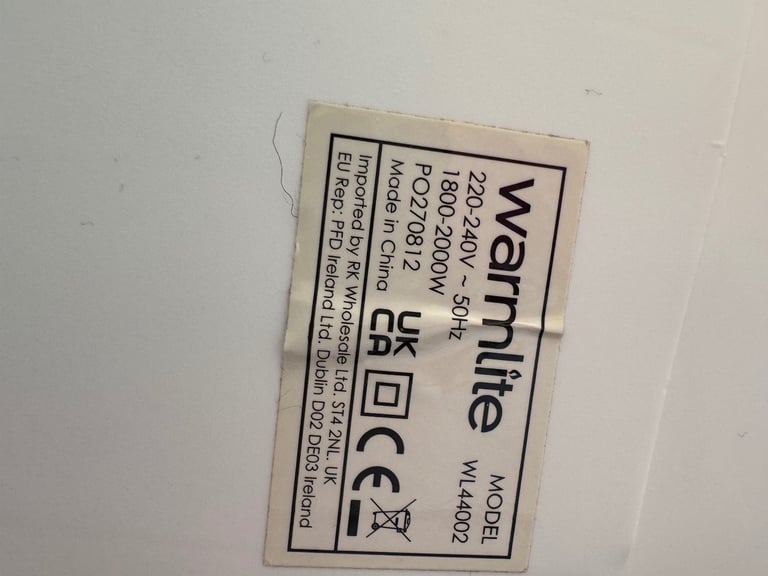 warmlite
MODEL
WL44002
220-240V ~ 50Hz
1800-2000W
PO270812
Made in China
UK
CA
CE
Imported by RK Wholesale Ltd. ST4 2NL. UK
EU Rep: PFD Ireland Ltd. Dublin D02 DE03 Ireland